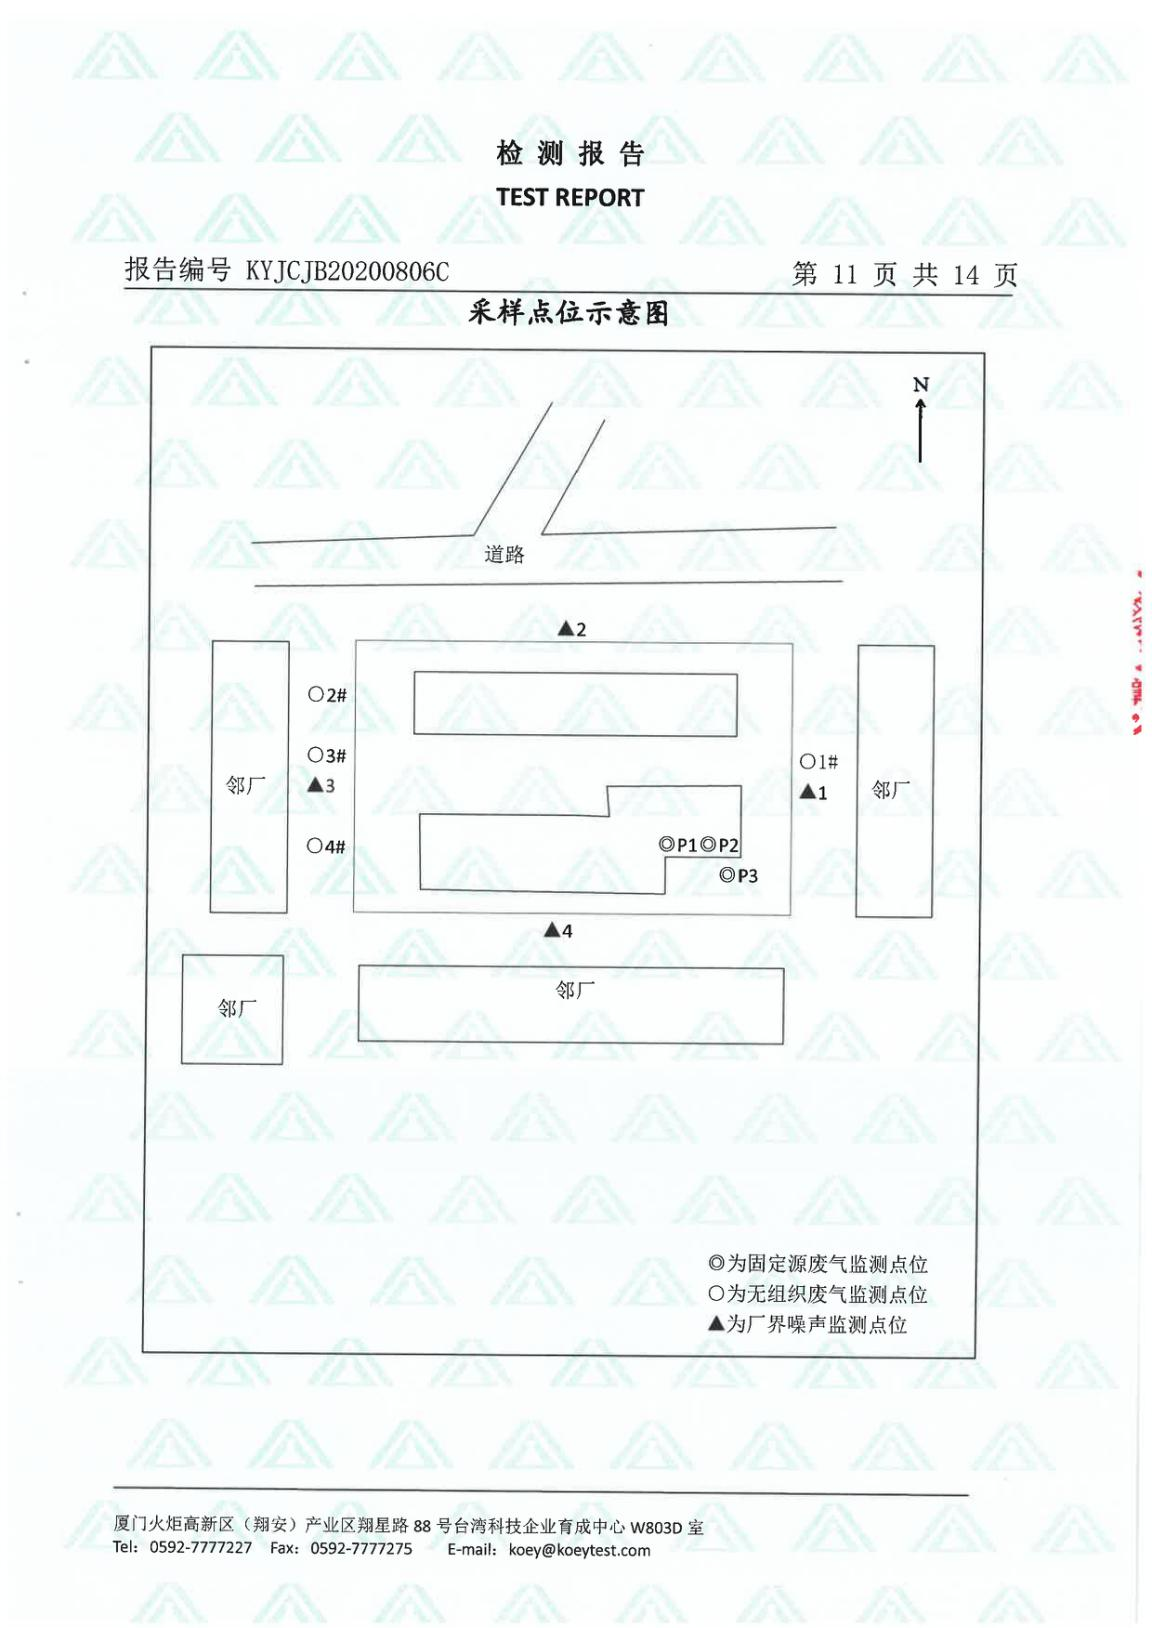 检测报告
TEST REPORT
报告编号 KYJCJB20200806C
第 11 页 共 14 页
采样点位示意图
N
道路
▲2
○2#
○3#
○1#
邻厂
▲3
▲1
邻厂
○4#
◎P1◎P2
◎P3
▲4
邻厂
邻厂
◎为固定源废气监测点位
○为无组织废气监测点位
▲为厂界噪声监测点位
厦门火炬高新区（翔安）产业区翔星路 88 号台湾科技企业育成中心 W803D 室
Tel: 0592-7777227 Fax: 0592-7777275 E-mail: koey@koeytest.com